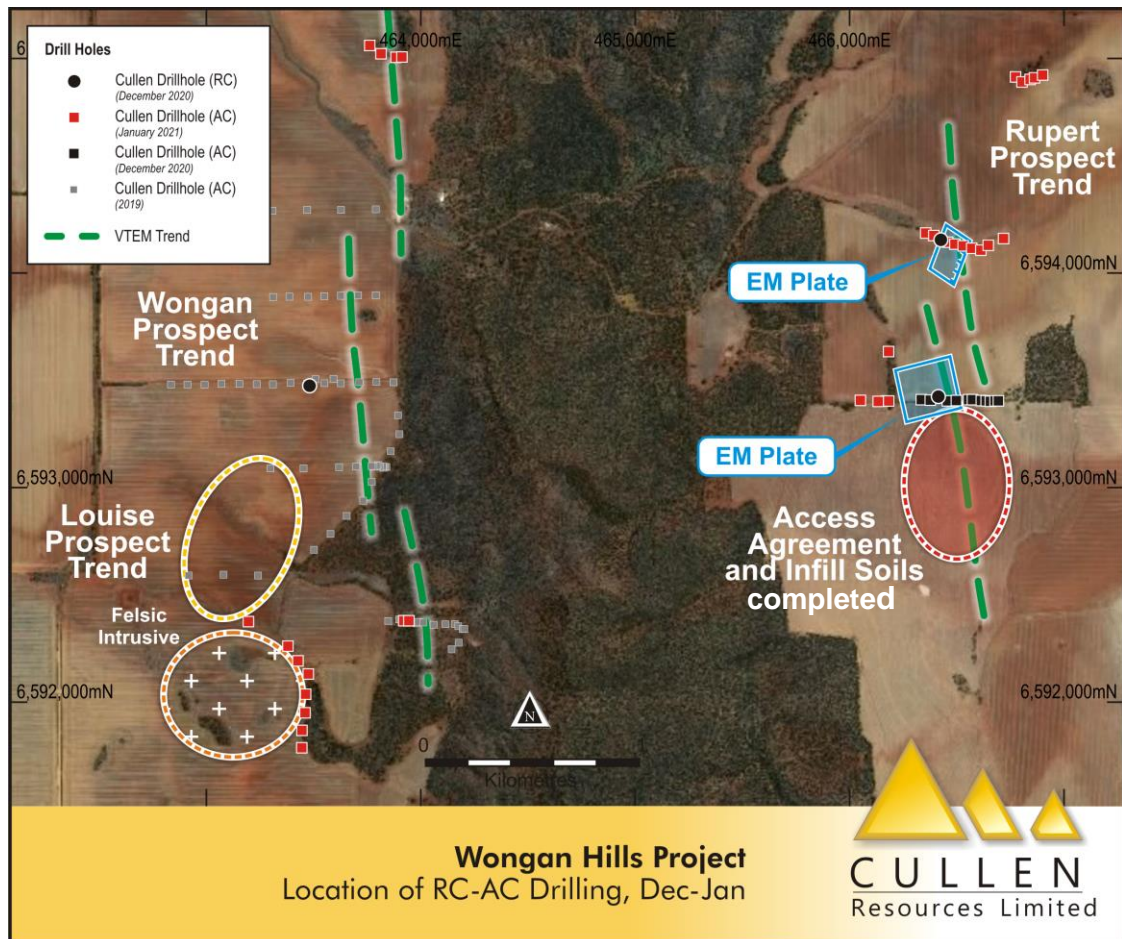 6
464,000mE
465,000mE
466,000mE
Drill Holes
Cullen Drillhole (RC)
(December 2020)
Cullen Drillhole (AC)
(January 2021)
Cullen Drillhole (AC)
(December 2020)
Cullen Drillhole (AC)
(2019)
VTEM Trend
Rupert
Prospect
Trend
EM Plate
6,594,000mN
Wongan
Prospect
Trend
EM Plate
6,593,000mN
6,593,000mN
Louise
Prospect
Trend
Access
Agreement
and Infill Soils
completed
Felsic
Intrusive
6,592,000mN
6,592,000mN
N
0
Kilometres
Wongan Hills Project
Location of RC-AC Drilling, Dec-Jan
CULLEN
Resources Limited